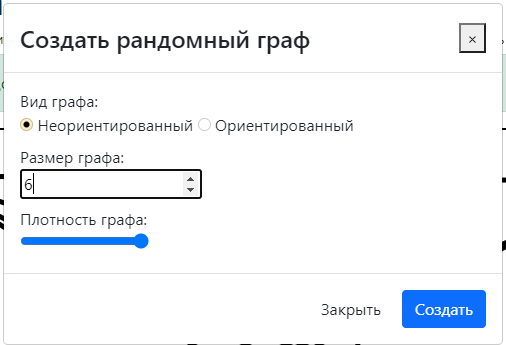 Создать рандомный граф
×
Вид графа:
Неориентированный Ориентированный
Размер графа:
6
Плотность графа:
Закрыть Создать